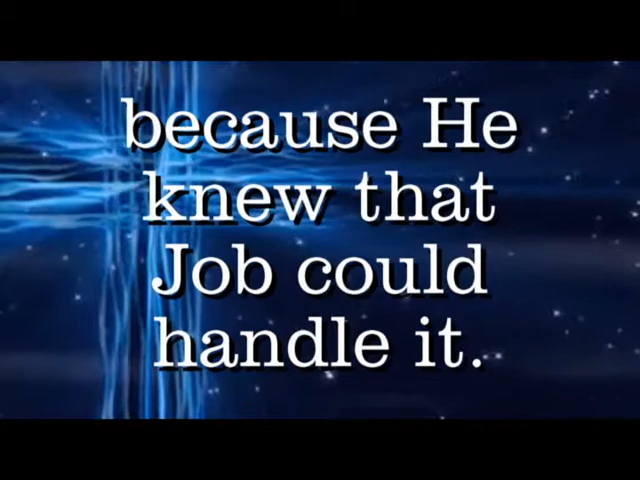 because He
knew that
Job could
handle it.